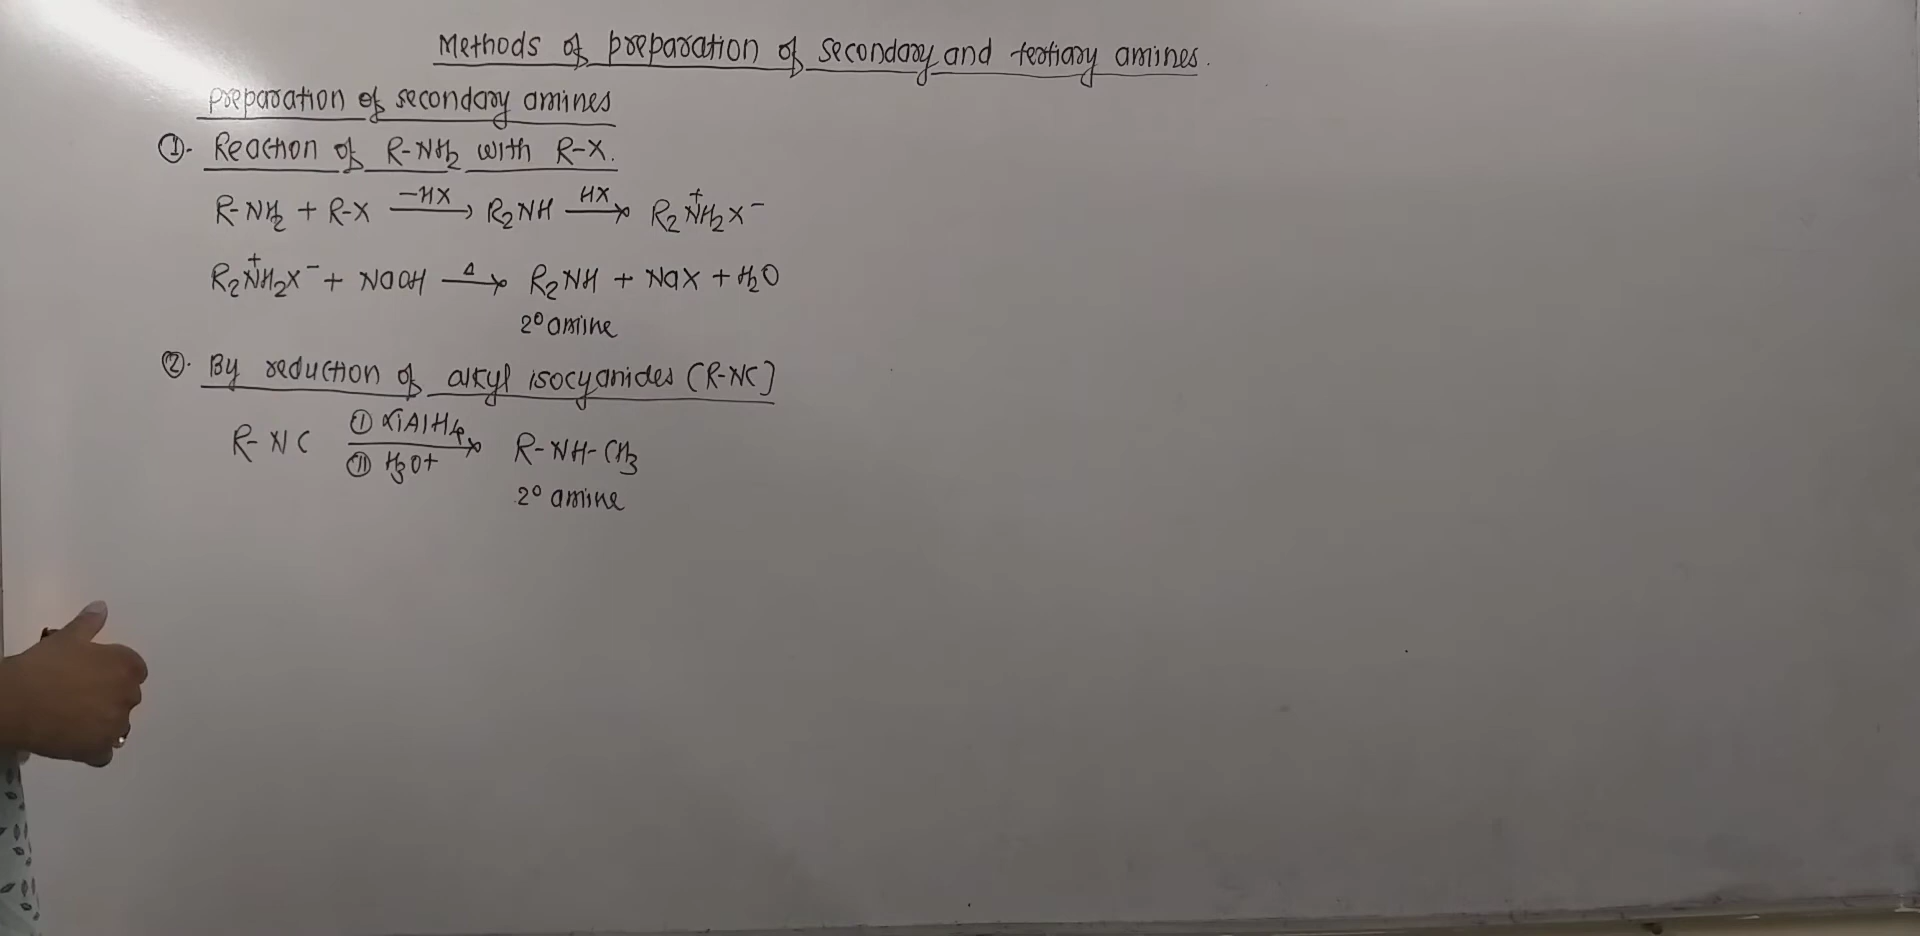 Methods of preparation of secondary and tertiary amines.
preparation of secondary amines
①. Reaction of R-NH₂ with R-X.
R-NH₂ + R-X —-HX→ R₂NH —HX→ R₂N⁺H₂X⁻
R₂N⁺H₂X⁻ + NaOH —Δ→ R₂NH + NaX + H₂O
2° amine
②. By reduction of alkyl isocyanides (R-NC)
R-NC —① LiAlH₄ / ② H₃O+→ R-NH-CH₃
2° amine